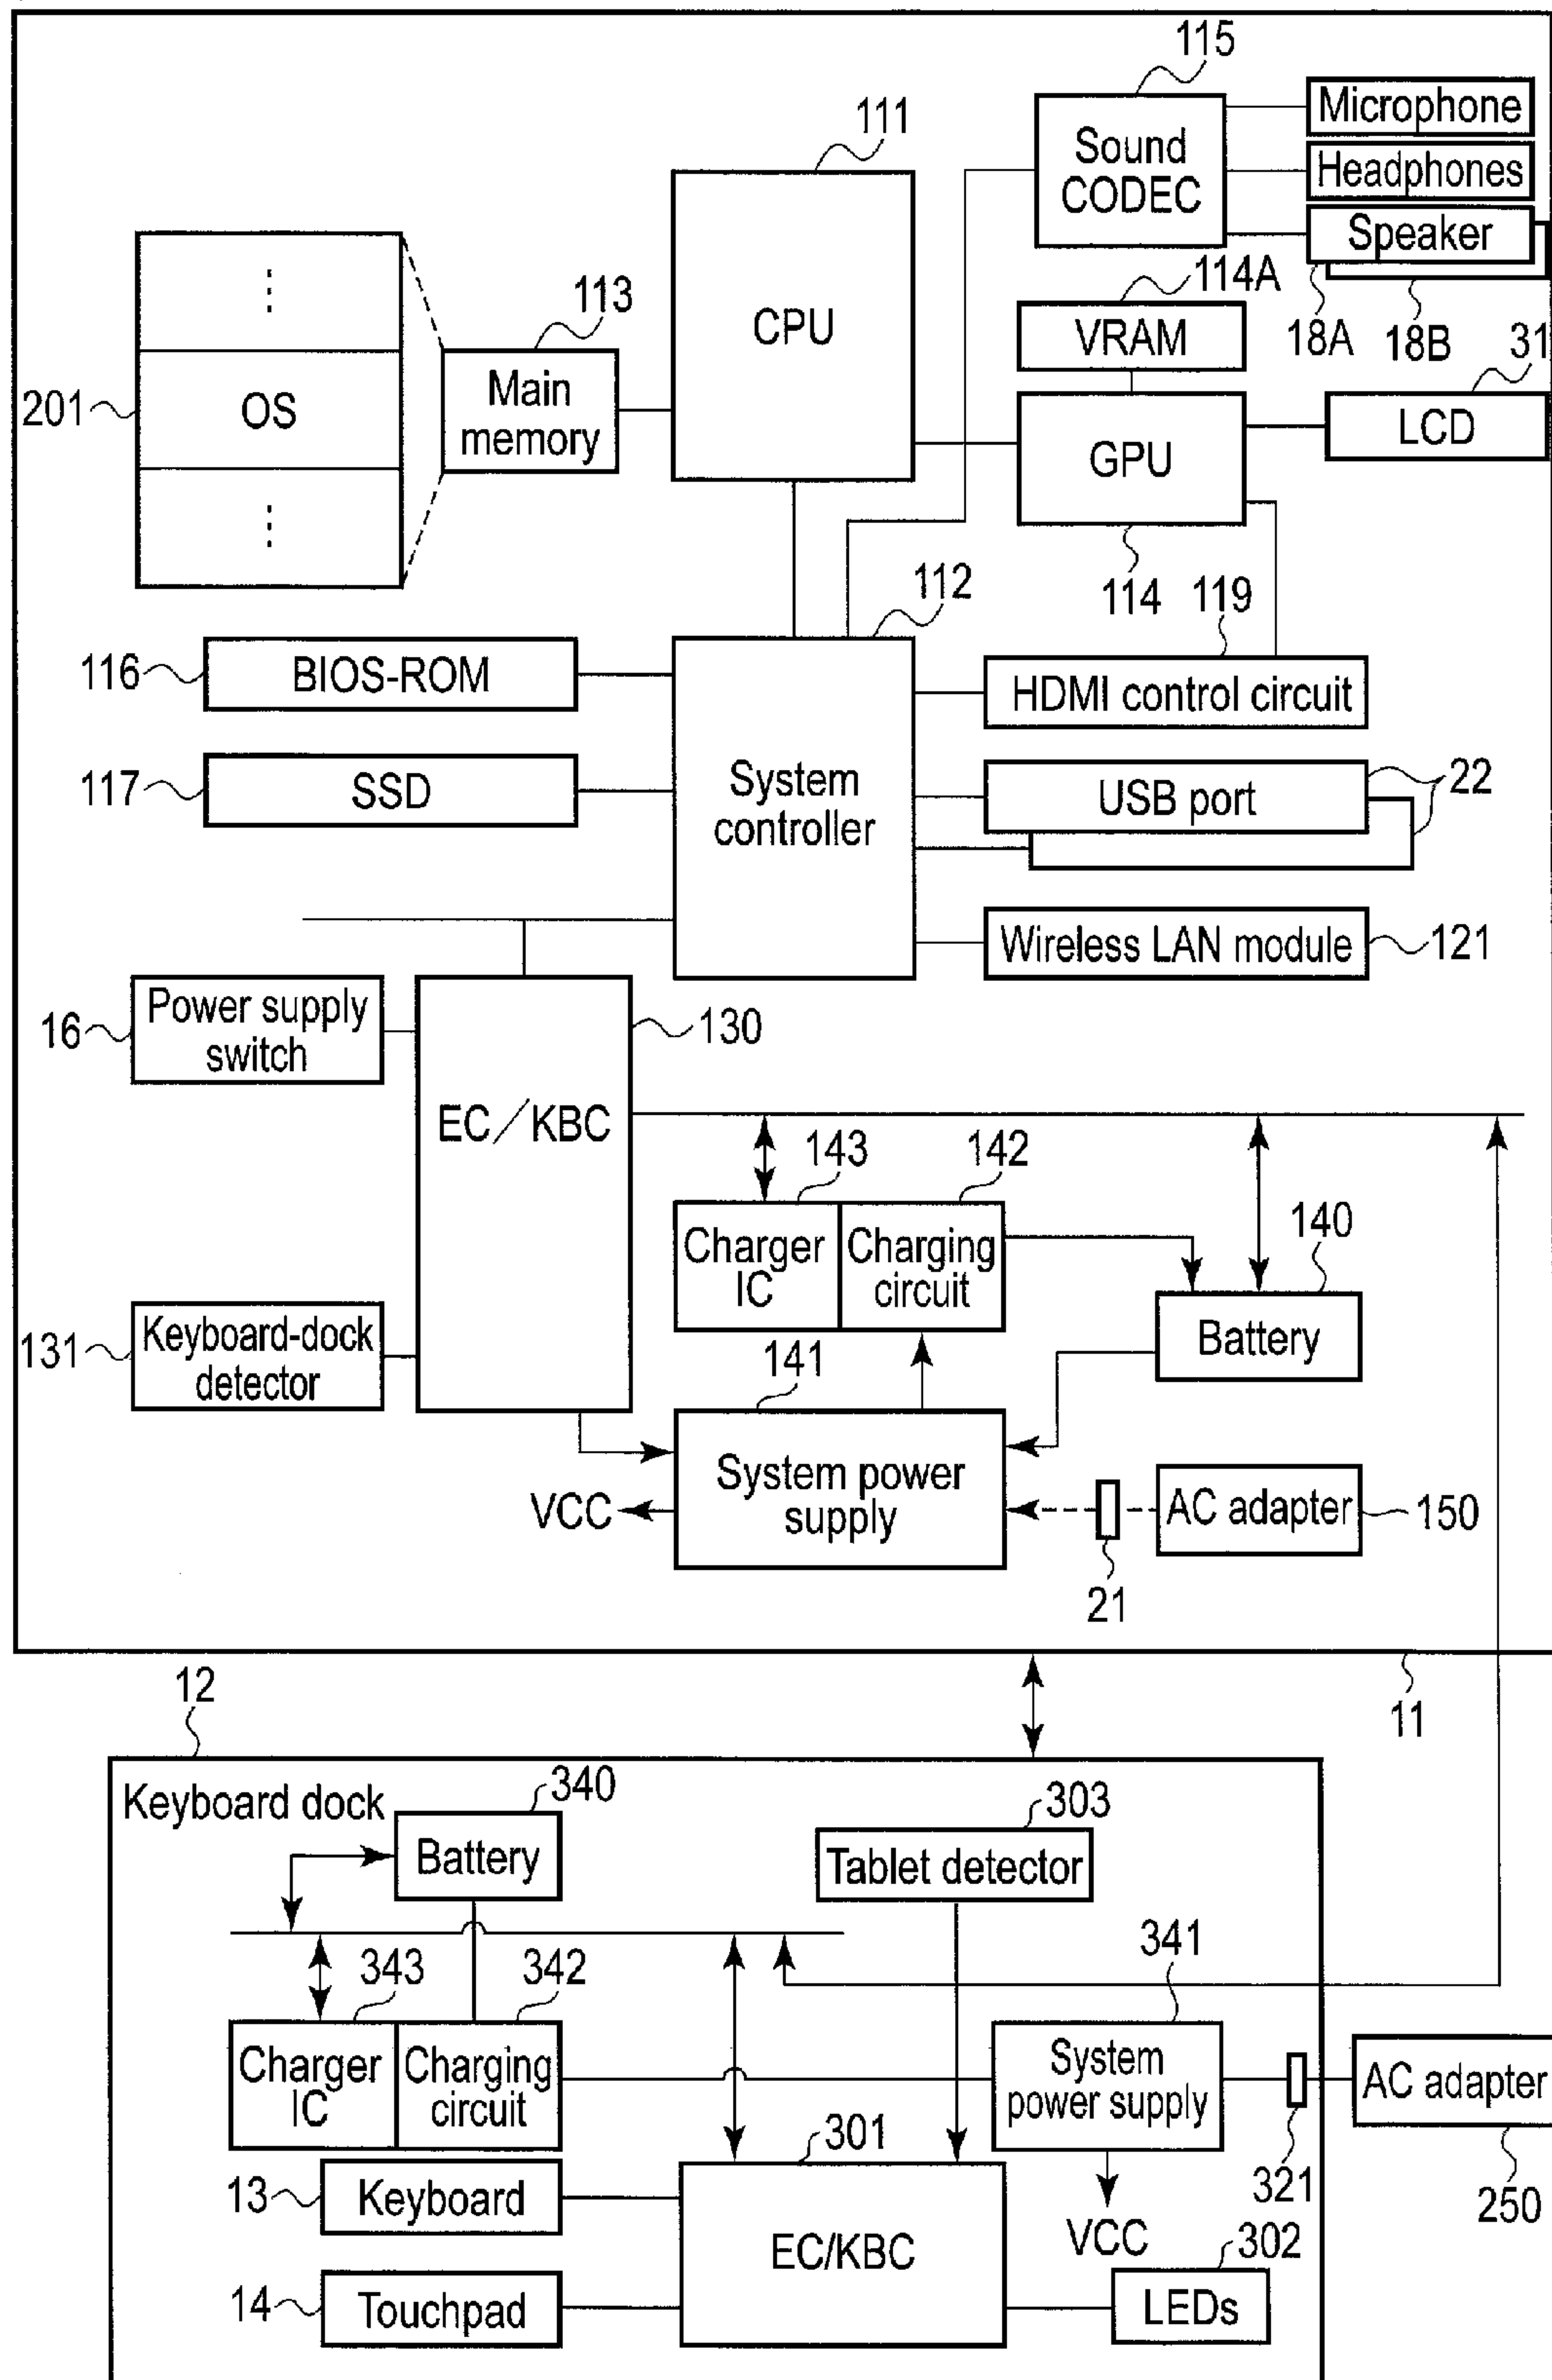 115
Microphone
111
Sound
CODEC
Headphones
Speaker
113
114A
CPU
VRAM
18A
18B
31
201
OS
Main
memory
GPU
LCD
112
114
119
116
BIOS-ROM
HDMI control circuit
117
SSD
System
controller
USB port
22
Wireless LAN module
121
16
Power supply
switch
130
EC/KBC
143
142
140
Charger
IC
Charging
circuit
131
Keyboard-dock
detector
141
Battery
System power
supply
VCC
AC adapter
150
21
12
11
Keyboard dock
340
303
Battery
Tablet detector
341
343
342
Charger
IC
Charging
circuit
System
power supply
AC adapter
301
321
250
13
Keyboard
VCC
302
EC/KBC
14
Touchpad
LEDs